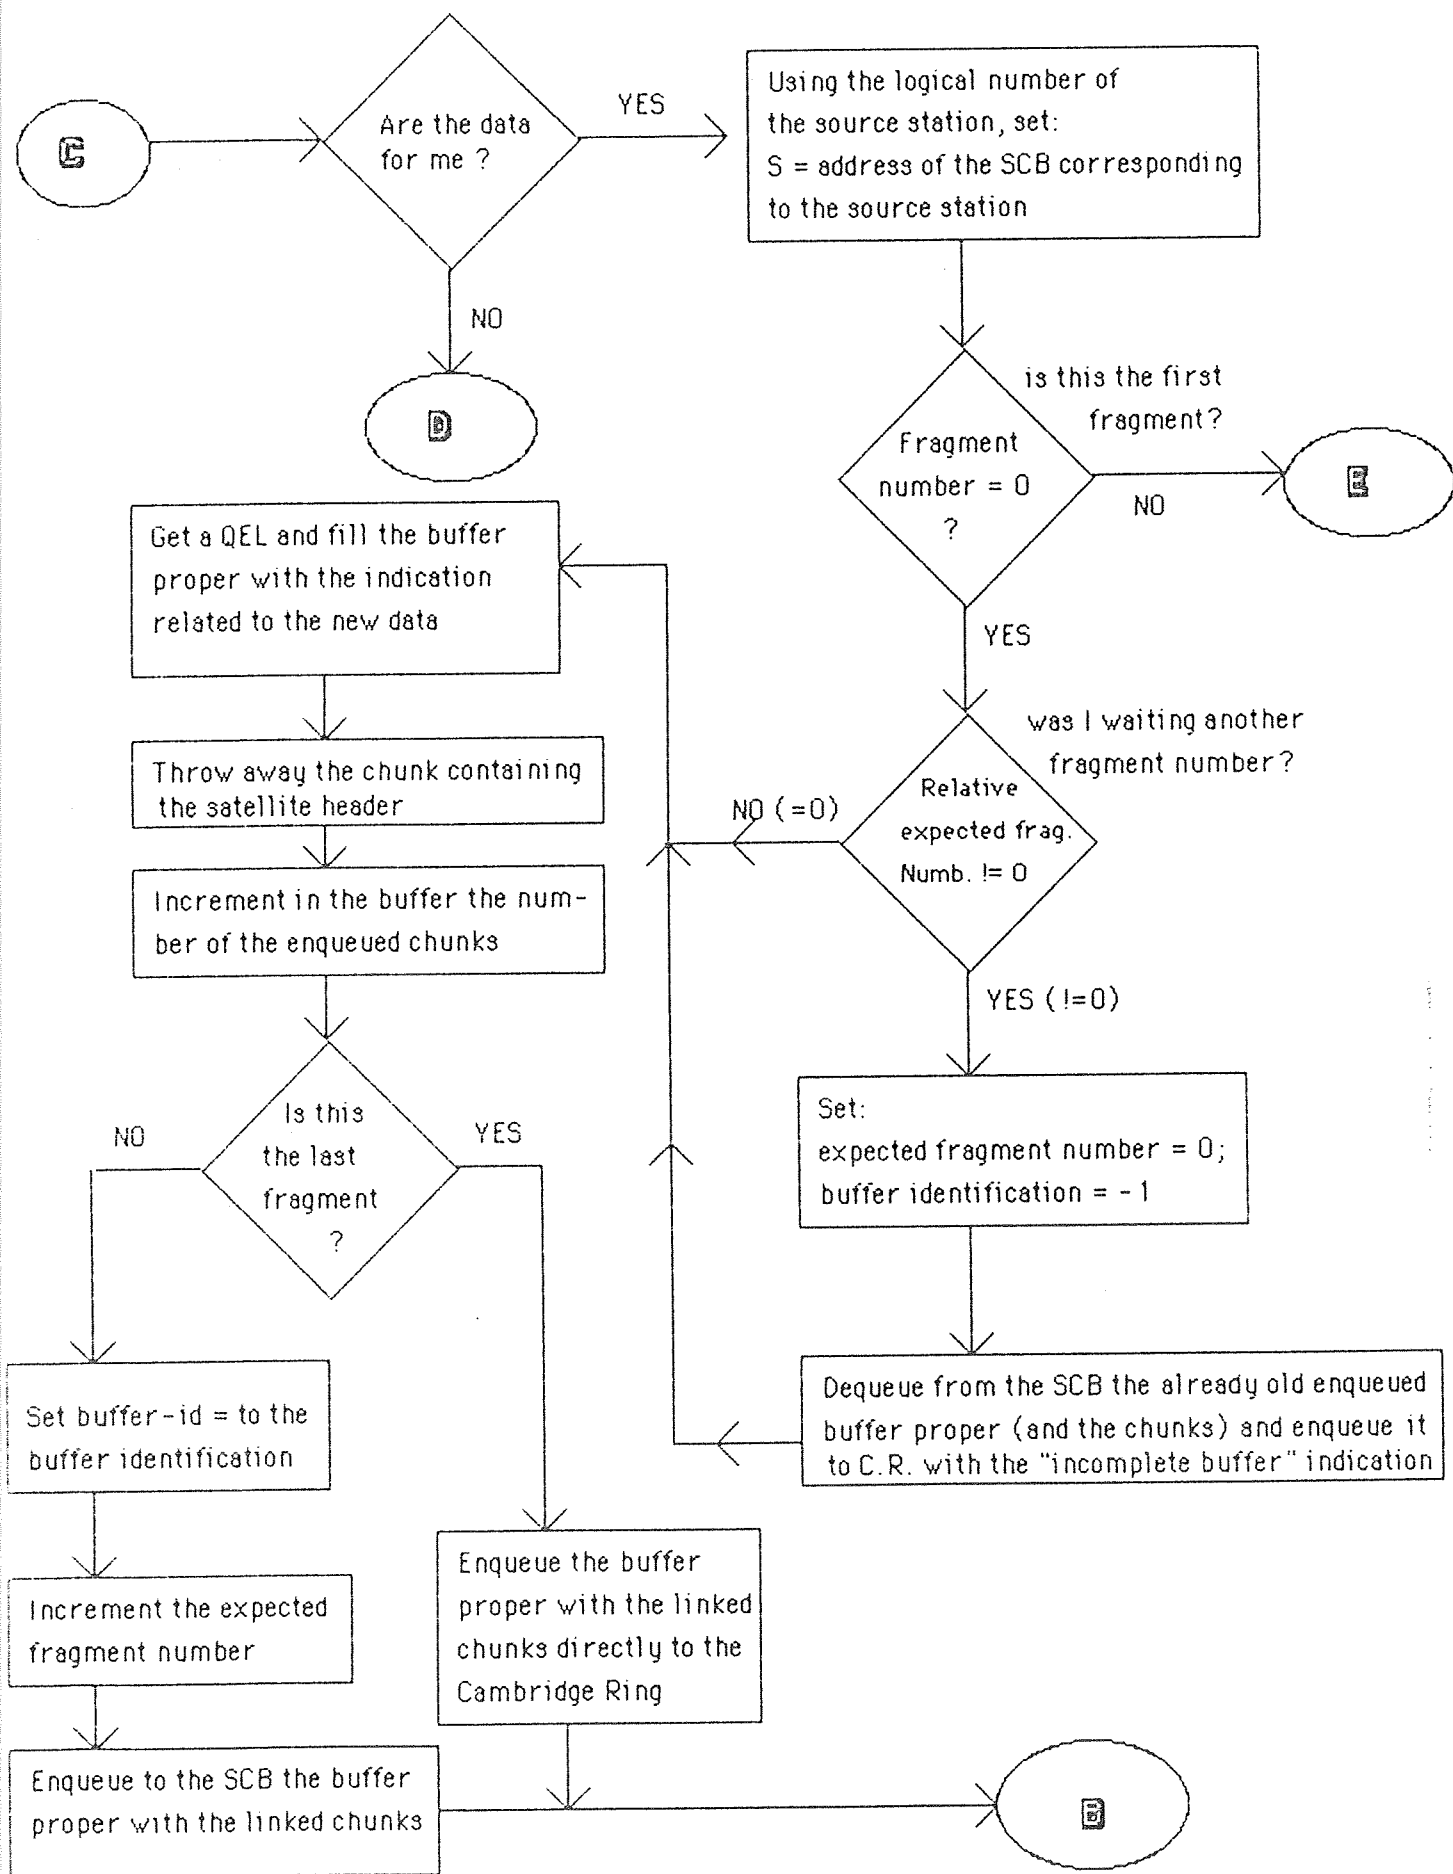 C
Are the data
for me ?
YES
Using the logical number of
the source station, set:
S = address of the SCB corresponding
to the source station
NO
D
is this the first
fragment?
Fragment
number = 0
?
NO
E
YES
Get a QEL and fill the buffer
proper with the indication
related to the new data
was I waiting another
fragment number?
Relative
expected frag.
Numb. != 0
NO (=0)
Throw away the chunk containing
the satellite header
Increment in the buffer the num-
ber of the enqueued chunks
YES (!=0)
Set:
expected fragment number = 0;
buffer identification = -1
Is this
the last
fragment
?
NO
YES
Dequeue from the SCB the already old enqueued
buffer proper (and the chunks) and enqueue it
to C.R. with the "incomplete buffer" indication
Set buffer-id = to the
buffer identification
Increment the expected
fragment number
Enqueue the buffer
proper with the linked
chunks directly to the
Cambridge Ring
Enqueue to the SCB the buffer
proper with the linked chunks
B